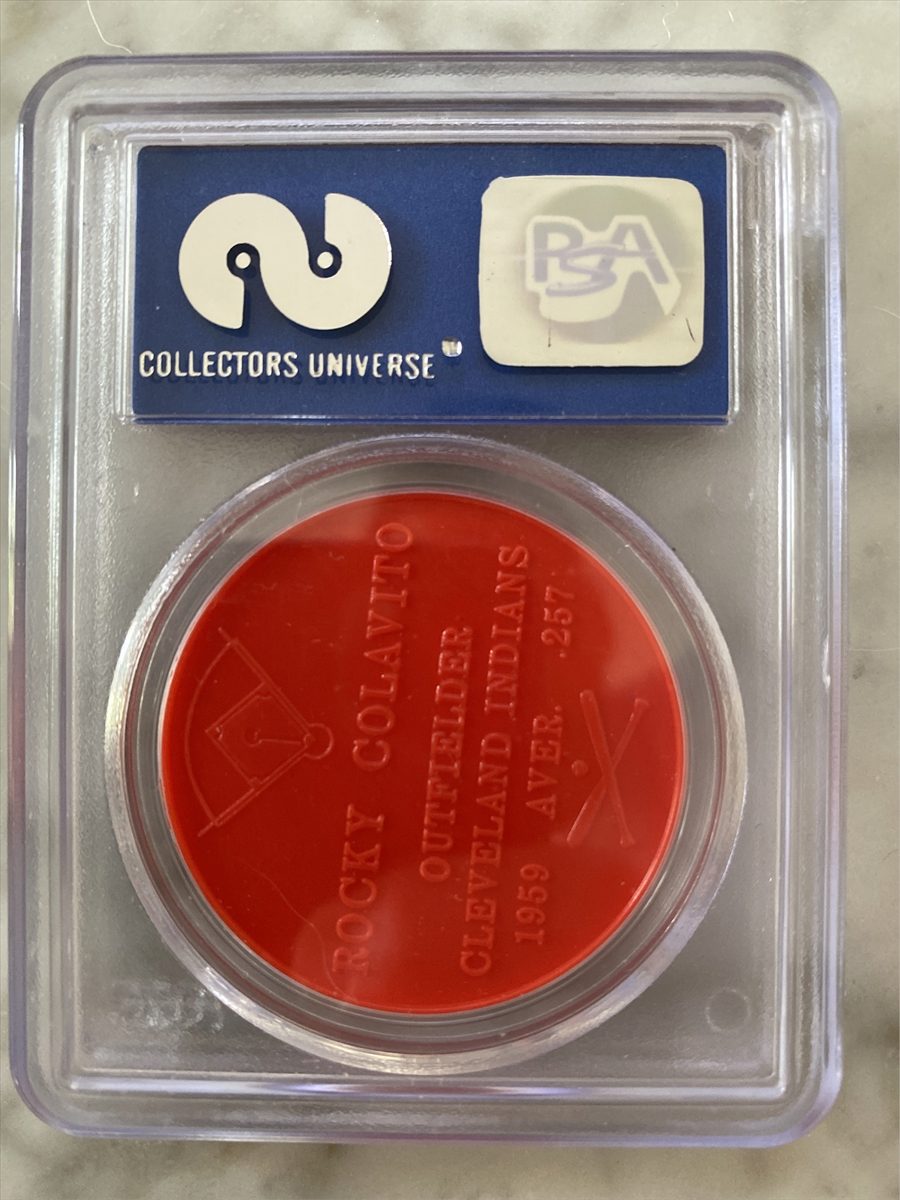 COLLECTORS UNIVERSE
PSA
ROCKY COLAVITO
OUTFIELDER
CLEVELAND INDIANS
1959 AVER. .257